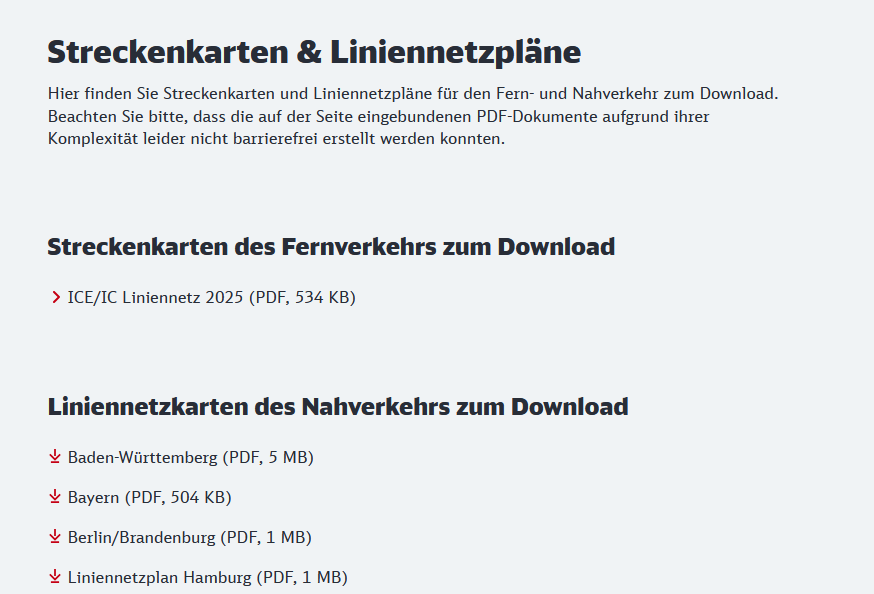 Streckenkarten & Liniennetzpläne
Hier finden Sie Streckenkarten und Liniennetzpläne für den Fern- und Nahverkehr zum Download.
Beachten Sie bitte, dass die auf der Seite eingebundenen PDF-Dokumente aufgrund ihrer
Komplexität leider nicht barrierefrei erstellt werden konnten.
Streckenkarten des Fernverkehrs zum Download
ICE/IC Liniennetz 2025 (PDF, 534 KB)
Liniennetzkarten des Nahverkehrs zum Download
Baden-Württemberg (PDF, 5 MB)
Bayern (PDF, 504 KB)
Berlin/Brandenburg (PDF, 1 MB)
Liniennetzplan Hamburg (PDF, 1 MB)